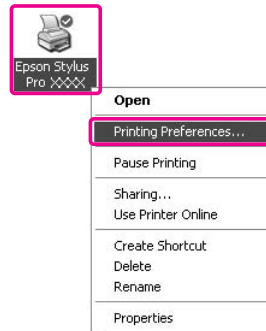 Epson Stylus
Pro XXXX
Open
Printing Preferences...
Pause Printing
Sharing...
Use Printer Online
Create Shortcut
Delete
Rename
Properties